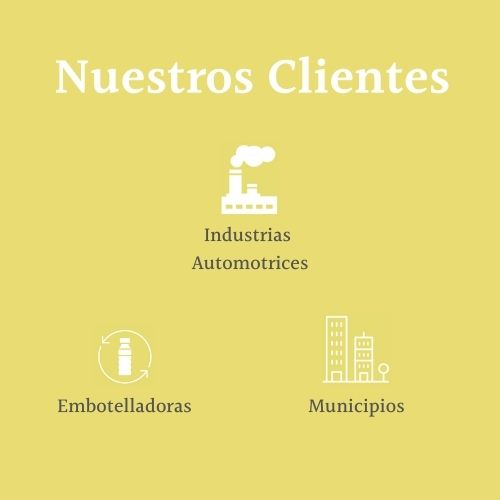 Nuestros Clientes
Industrias
Automotrices
Embotelladoras
Municipios